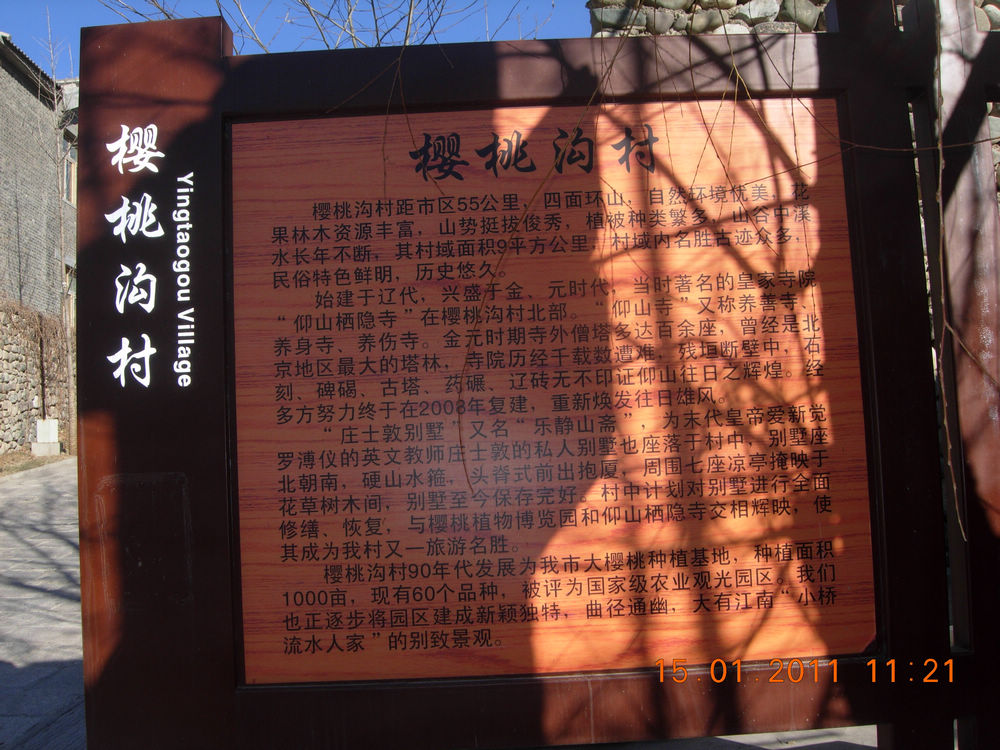 樱桃沟村
Yingtaogou Village
樱桃沟村
樱桃沟村距市区55公里，四面环山，自然环境优美，花
果林木资源丰富，山势挺拔俊秀，植被种类繁多，山谷中溪
水长年不断，其村域面积9平方公里，村域内名胜古迹众多，
民俗特色鲜明，历史悠久。
始建于辽代，兴盛于金、元时代，当时著名的皇家寺院
“仰山栖隐寺”在樱桃沟村北部。“仰山寺”又称养善寺、
养身寺、养伤寺。金元时期寺外僧塔多达百余座，曾经是北
京地区最大的塔林，寺院历经千载数遭难，残垣断壁中，石
刻、碑碣、古塔、药碾、辽砖无不印证仰山往日之辉煌。经
多方努力终于在2008年复建，重新焕发往日雄风。
“庄士敦别墅”又名“乐静山斋”，为末代皇帝爱新觉
罗溥仪的英文教师庄士敦的私人别墅也座落于村中，别墅座
北朝南，硬山水箍，头脊式前出抱厦，周围七座凉亭掩映于
花草树木间，别墅至今保存完好，村中计划对别墅进行全面
修缮、恢复，与樱桃植物博览园和仰山栖隐寺交相辉映，使
其成为我村又一旅游名胜。
樱桃沟村90年代发展为我市大樱桃种植基地，种植面积
1000亩，现有60个品种，被评为国家级农业观光园区。我们
也正逐步将园区建成新颖独特，曲径通幽，大有江南“小桥
流水人家”的别致景观。
15.01.2011 11:21